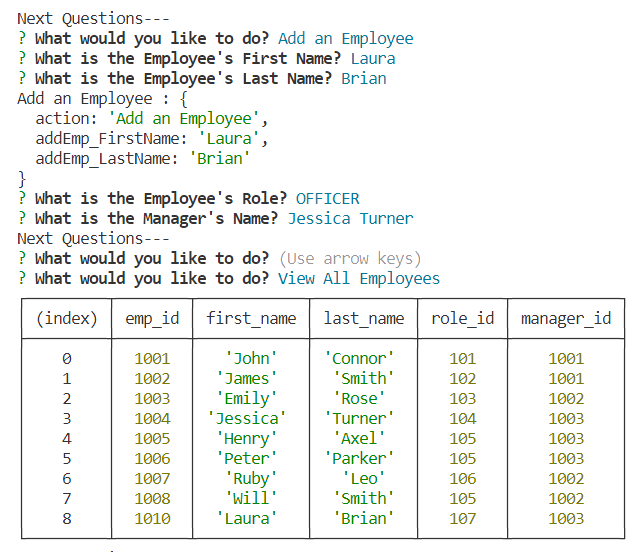 Next Questions---
? What would you like to do? Add an Employee
? What is the Employee's First Name? Laura
? What is the Employee's Last Name? Brian
Add an Employee : {
action: 'Add an Employee',
addEmp_FirstName: 'Laura',
addEmp_LastName: 'Brian'
}
? What is the Employee's Role? OFFICER
? What is the Manager's Name? Jessica Turner
Next Questions---
? What would you like to do? (Use arrow keys)
? What would you like to do? View All Employees
(index) emp_id first_name last_name role_id manager_id
0 1001 'John' 'Connor' 101 1001
1 1002 'James' 'Smith' 102 1001
2 1003 'Emily' 'Rose' 103 1002
3 1004 'Jessica' 'Turner' 104 1003
4 1005 'Henry' 'Axel' 105 1003
5 1006 'Peter' 'Parker' 105 1003
6 1007 'Ruby' 'Leo' 106 1002
7 1008 'Will' 'Smith' 105 1002
8 1010 'Laura' 'Brian' 107 1003